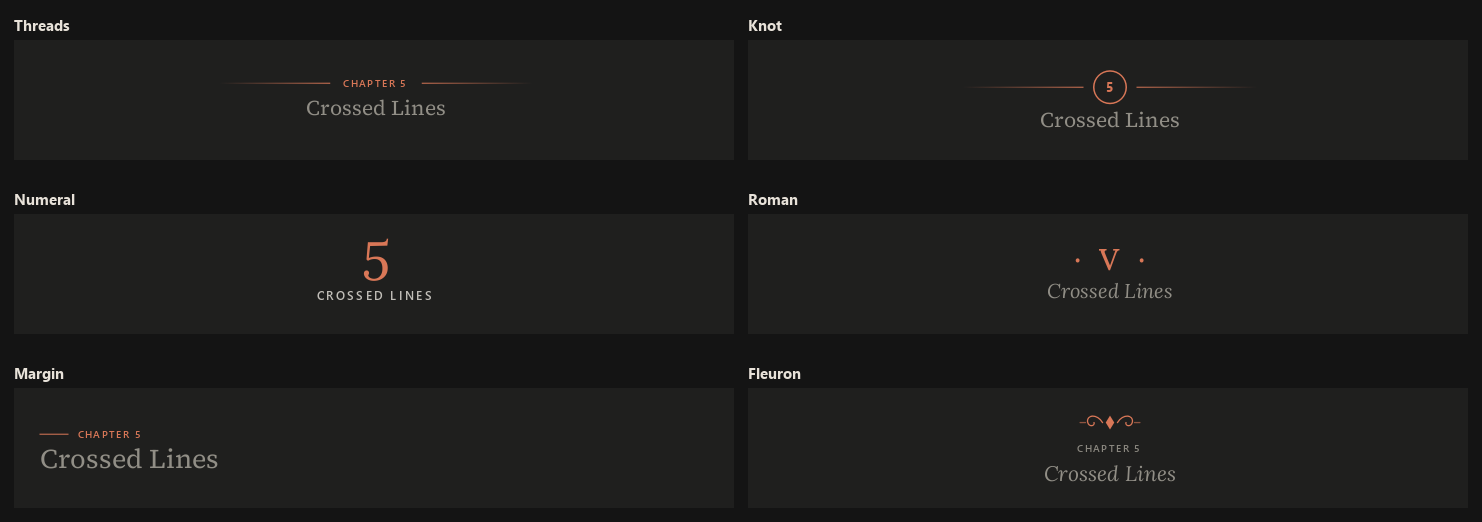 Threads
CHAPTER 5
Crossed Lines
Knot
5
Crossed Lines
Numeral
5
CROSSED LINES
Roman
· V ·
Crossed Lines
Margin
CHAPTER 5
Crossed Lines
Fleuron
CHAPTER 5
Crossed Lines